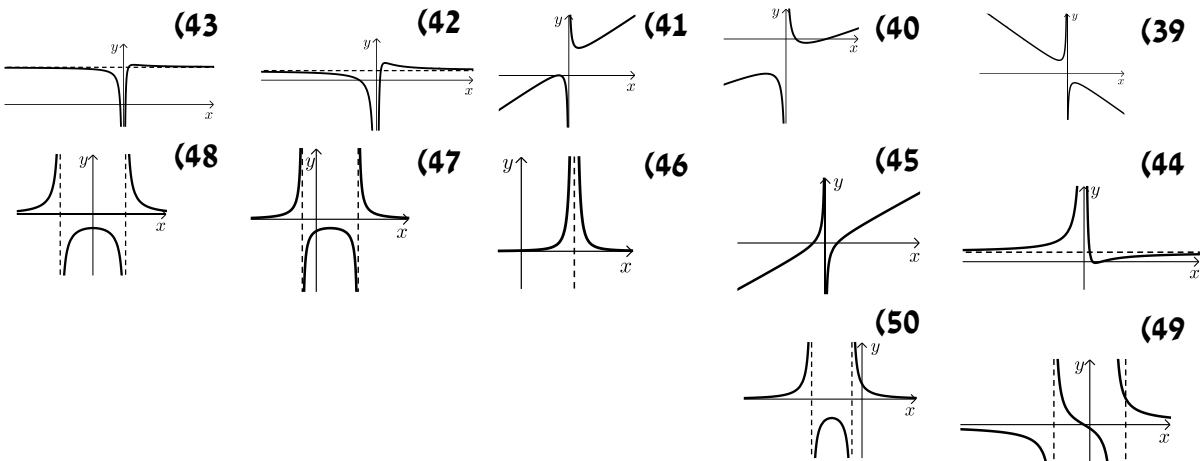 (43 (42 (41 (40 (39
y y y y y
x x x x x
(48 (47 (46 (45 (44
y y y y y
x x x x x
(50 (49
y y
x x